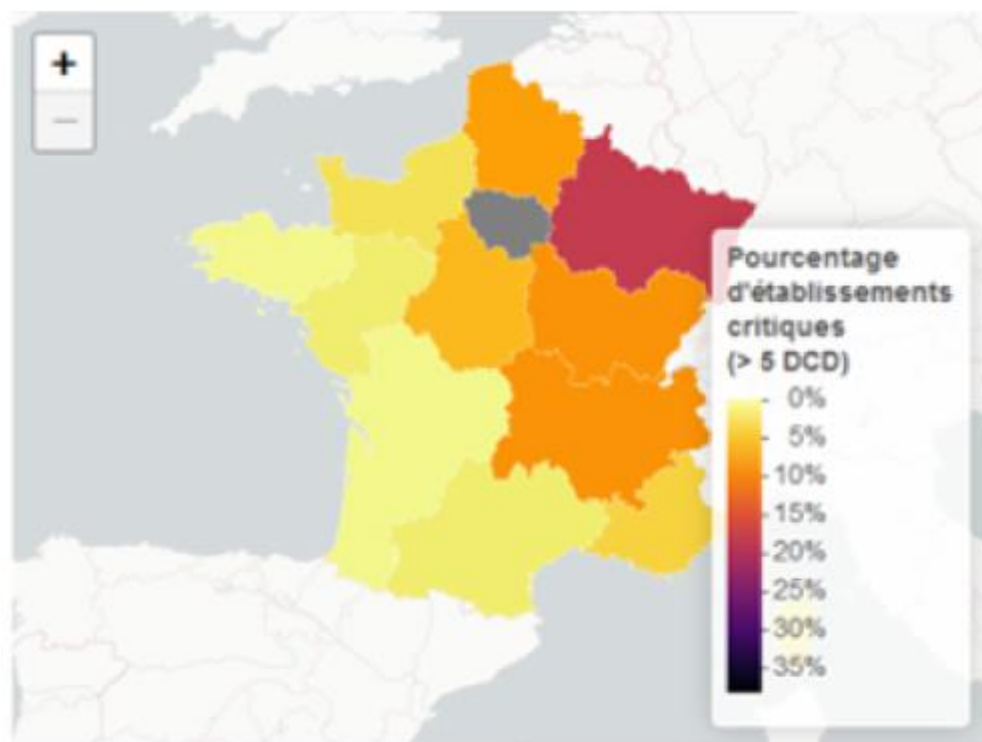 +
−
Pourcentage
d'établissements
critiques
(> 5 DCD)
0%
5%
10%
15%
20%
25%
30%
35%